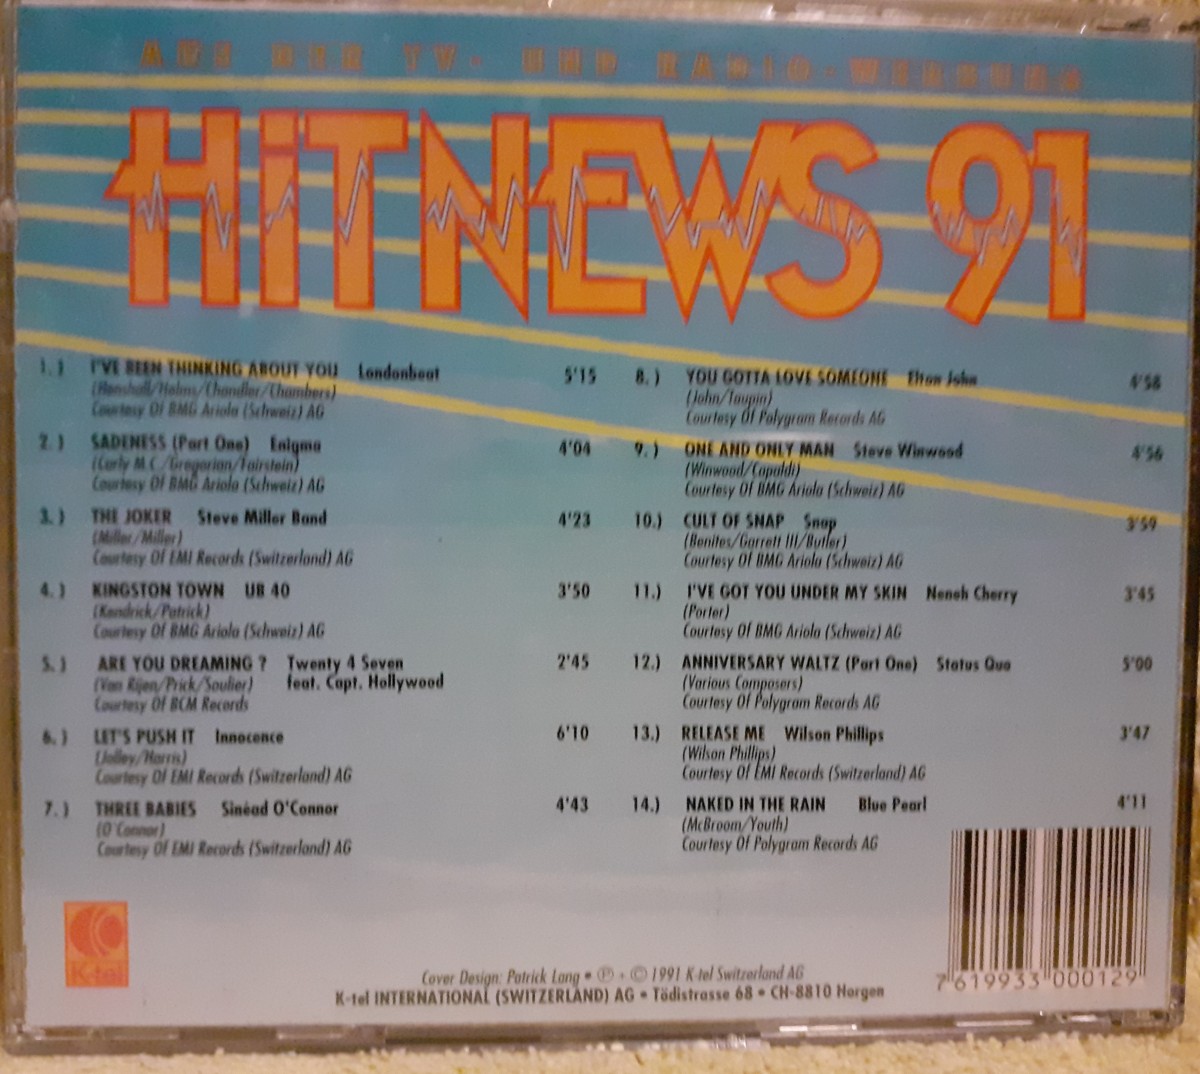 AUS DER TV- UND RADIO-WERBUNG
HiTNEWS 91
1.) I'VE BEEN THINKING ABOUT YOU Londonbeat 5'15
(Henshall/Helms/Chandler/Chambers)
Courtesy Of BMG Ariola (Schweiz) AG
2.) SADENESS (Part One) Enigma 4'04
(Curly M.C./Gregorian/Fairstein)
Courtesy Of BMG Ariola (Schweiz) AG
3.) THE JOKER Steve Miller Band 4'23
(Miller/Miller)
Courtesy Of EMI Records (Switzerland) AG
4.) KINGSTON TOWN UB 40 3'50
(Kendrick/Patrick)
Courtesy Of BMG Ariola (Schweiz) AG
5.) ARE YOU DREAMING ? Twenty 4 Seven 2'45
(Van Rijen/Prick/Soulier) feat. Capt. Hollywood
Courtesy Of BCM Records
6.) LET'S PUSH IT Innocence 6'10
(Jolley/Harris)
Courtesy Of EMI Records (Switzerland) AG
7.) THREE BABIES Sinéad O'Connor 4'43
(O'Connor)
Courtesy Of EMI Records (Switzerland) AG
8.) YOU GOTTA LOVE SOMEONE Elton John 4'58
(John/Taupin)
Courtesy Of Polygram Records AG
9.) ONE AND ONLY MAN Steve Winwood 4'56
(Winwood/Capaldi)
Courtesy Of BMG Ariola (Schweiz) AG
10.) CULT OF SNAP Snap 3'59
(Benites/Garrett III/Butler)
Courtesy Of BMG Ariola (Schweiz) AG
11.) I'VE GOT YOU UNDER MY SKIN Neneh Cherry 3'45
(Porter)
Courtesy Of BMG Ariola (Schweiz) AG
12.) ANNIVERSARY WALTZ (Part One) Status Quo 5'00
(Various Composers)
Courtesy Of Polygram Records AG
13.) RELEASE ME Wilson Phillips 3'47
(Wilson Phillips)
Courtesy Of EMI Records (Switzerland) AG
14.) NAKED IN THE RAIN Blue Pearl 4'11
(McBroom/Youth)
Courtesy Of Polygram Records AG
K-tel
Cover Design: Patrick Lang • ℗ + © 1991 K-tel Switzerland AG
K-tel INTERNATIONAL (SWITZERLAND) AG • Tödistrasse 68 • CH-8810 Horgen
7 619933 000129